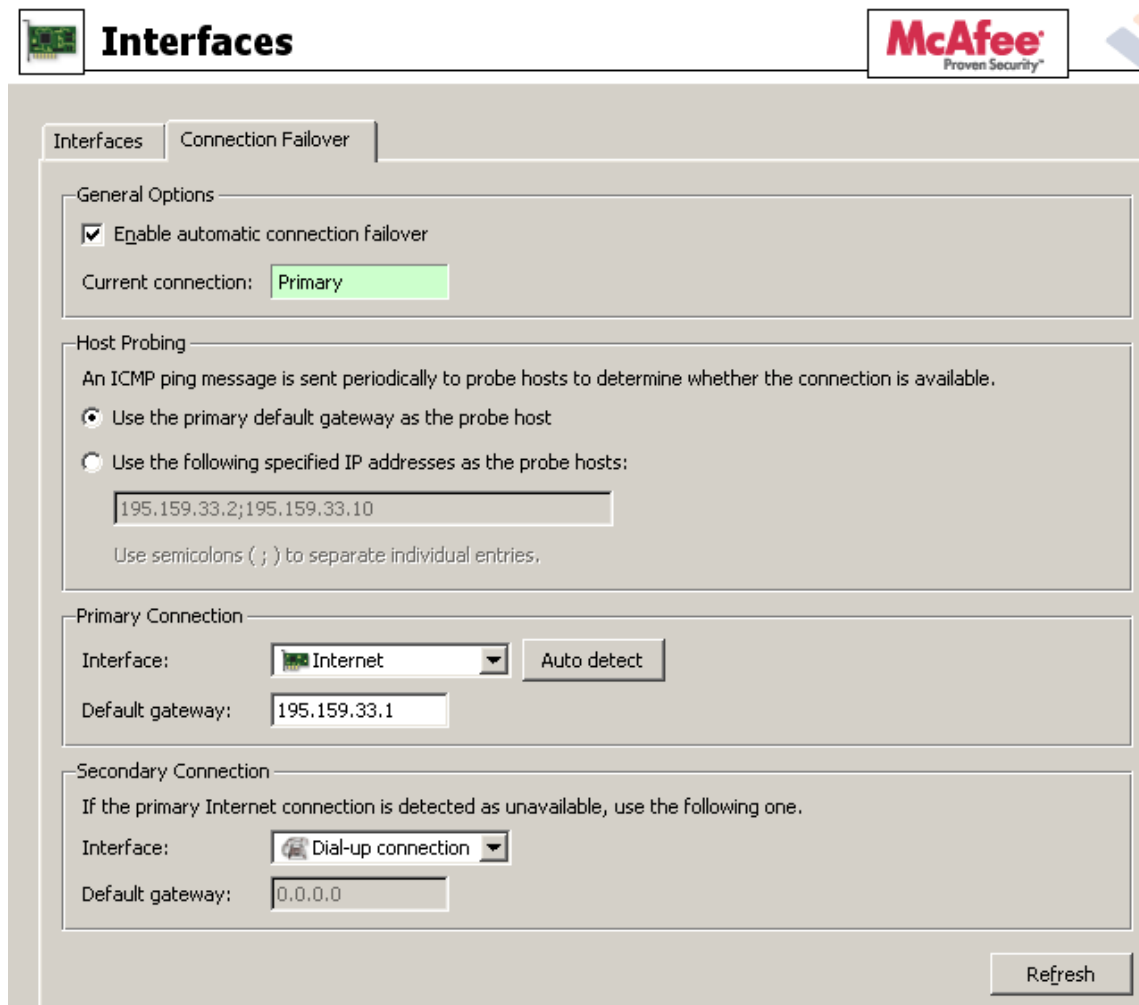 Interfaces
McAfee®
Proven Security™
Interfaces
Connection Failover
General Options
Enable automatic connection failover
Current connection: Primary
Host Probing
An ICMP ping message is sent periodically to probe hosts to determine whether the connection is available.
Use the primary default gateway as the probe host
Use the following specified IP addresses as the probe hosts:
195.159.33.2;195.159.33.10
Use semicolons ( ; ) to separate individual entries.
Primary Connection
Interface: Internet Auto detect
Default gateway: 195.159.33.1
Secondary Connection
If the primary Internet connection is detected as unavailable, use the following one.
Interface: Dial-up connection
Default gateway: 0.0.0.0
Refresh